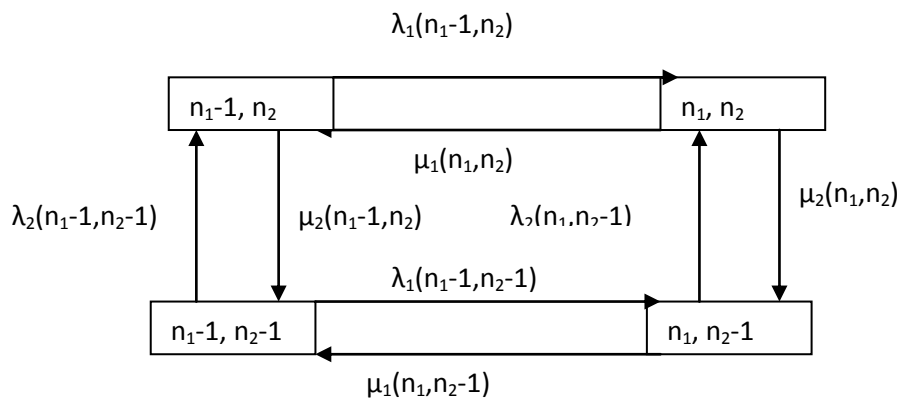 λ₁(n₁-1,n₂)
n₁-1, n₂
n₁, n₂
μ₁(n₁,n₂)
λ₂(n₁-1,n₂-1)
μ₂(n₁-1,n₂)
λ₂(n₁,n₂-1)
μ₂(n₁,n₂)
λ₁(n₁-1,n₂-1)
n₁-1, n₂-1
n₁, n₂-1
μ₁(n₁,n₂-1)